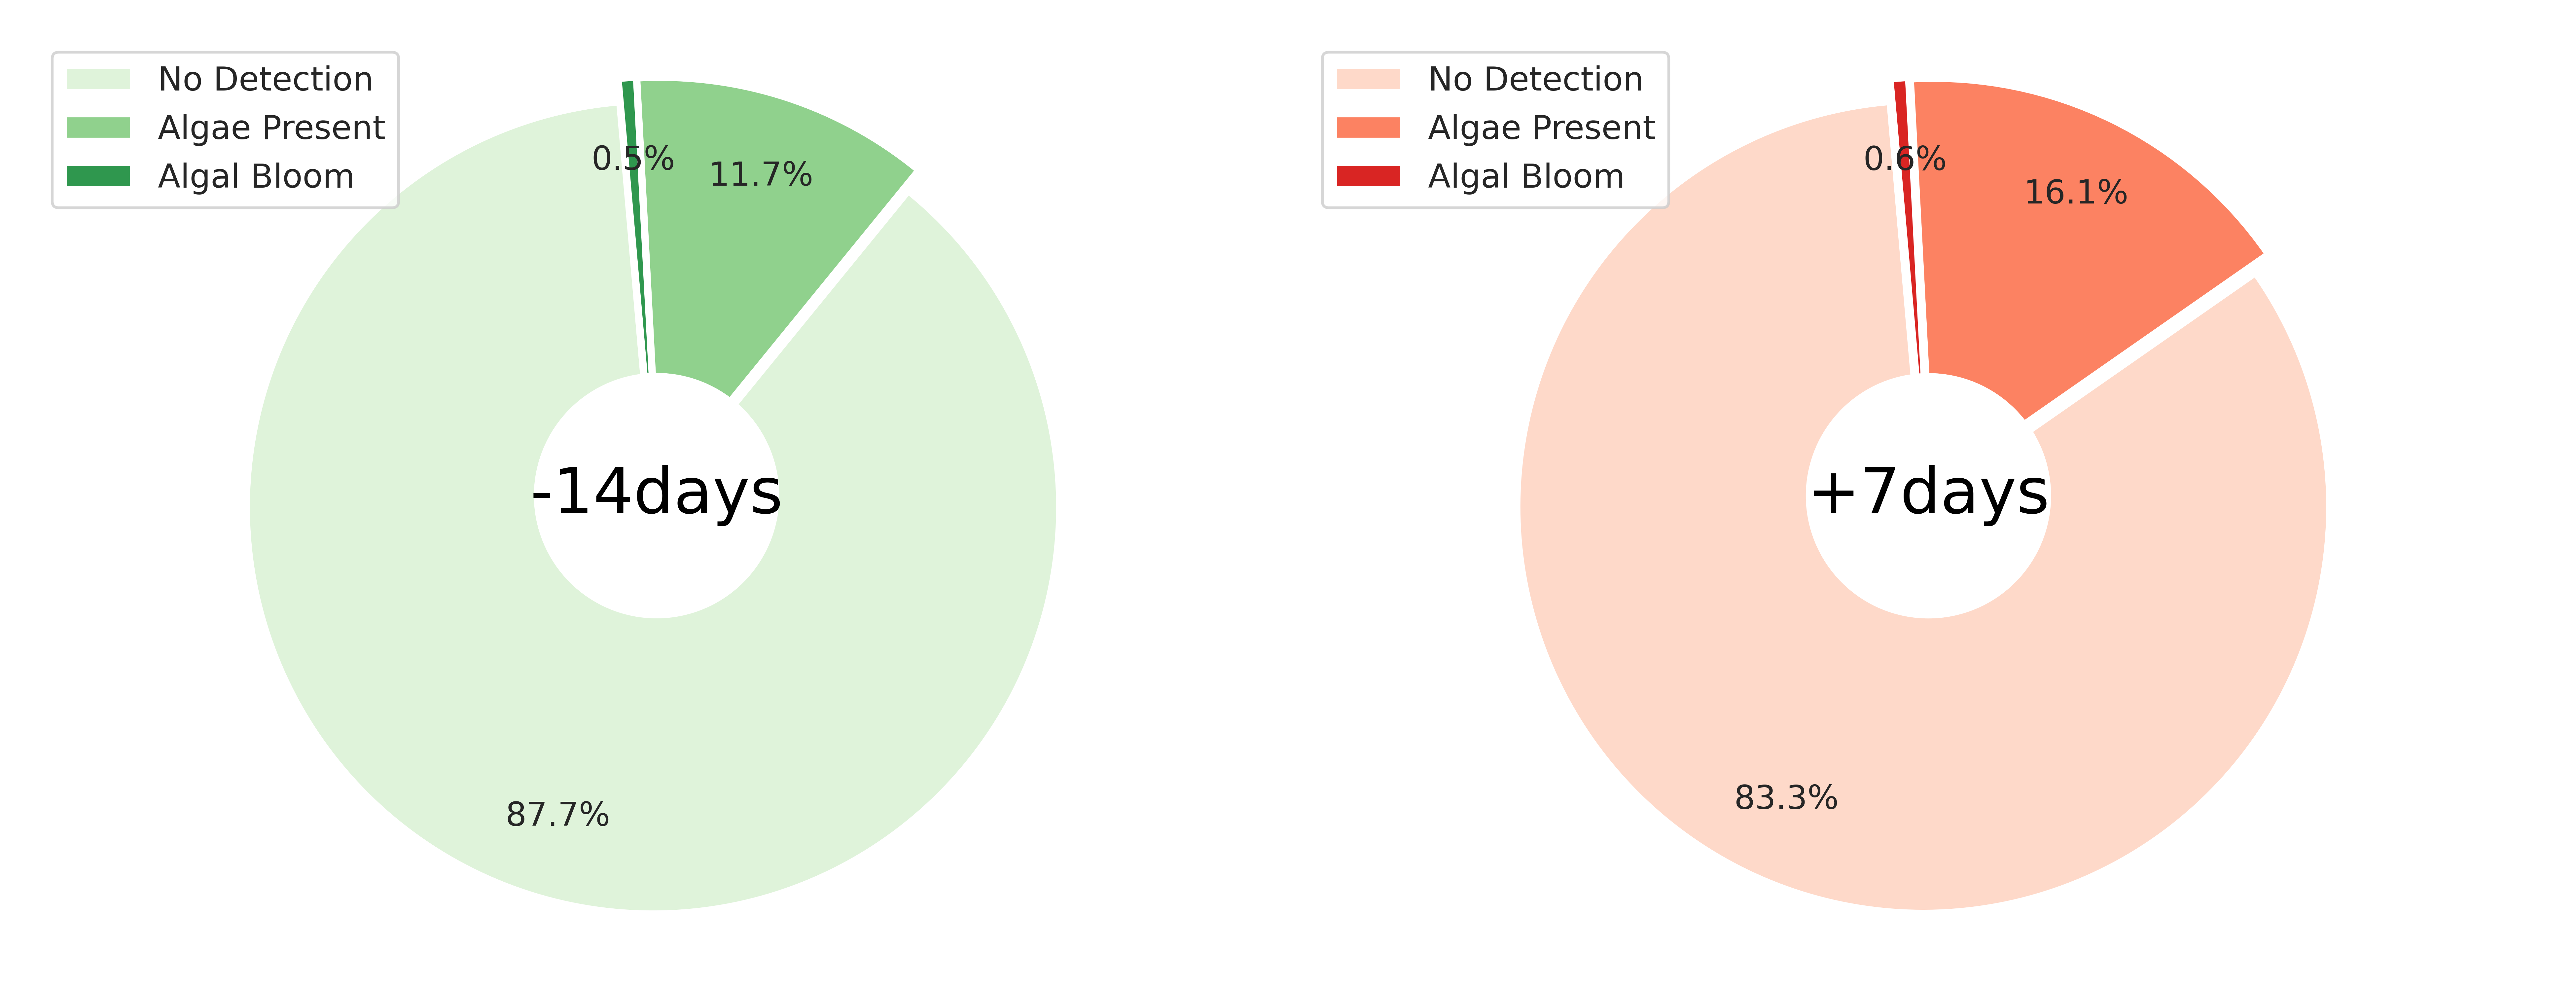 No Detection
Algae Present
Algal Bloom
0.5%
11.7%
-14days
87.7%
No Detection
Algae Present
Algal Bloom
0.6%
16.1%
+7days
83.3%